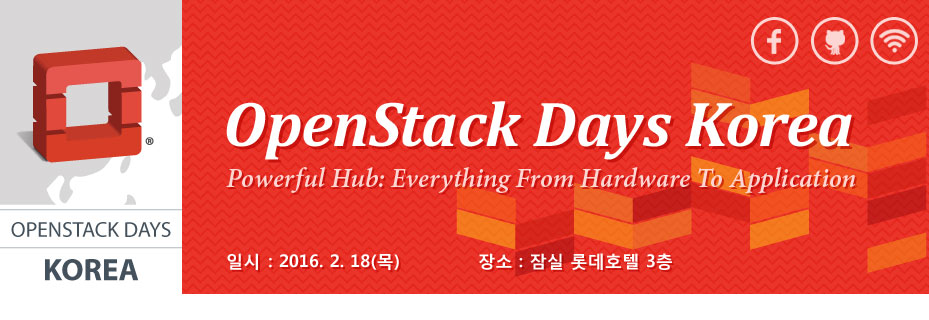 ®
OPENSTACK DAYS
KOREA
OpenStack Days Korea
Powerful Hub: Everything From Hardware To Application
일시 : 2016. 2. 18(목)
장소 : 잠실 롯데호텔 3층